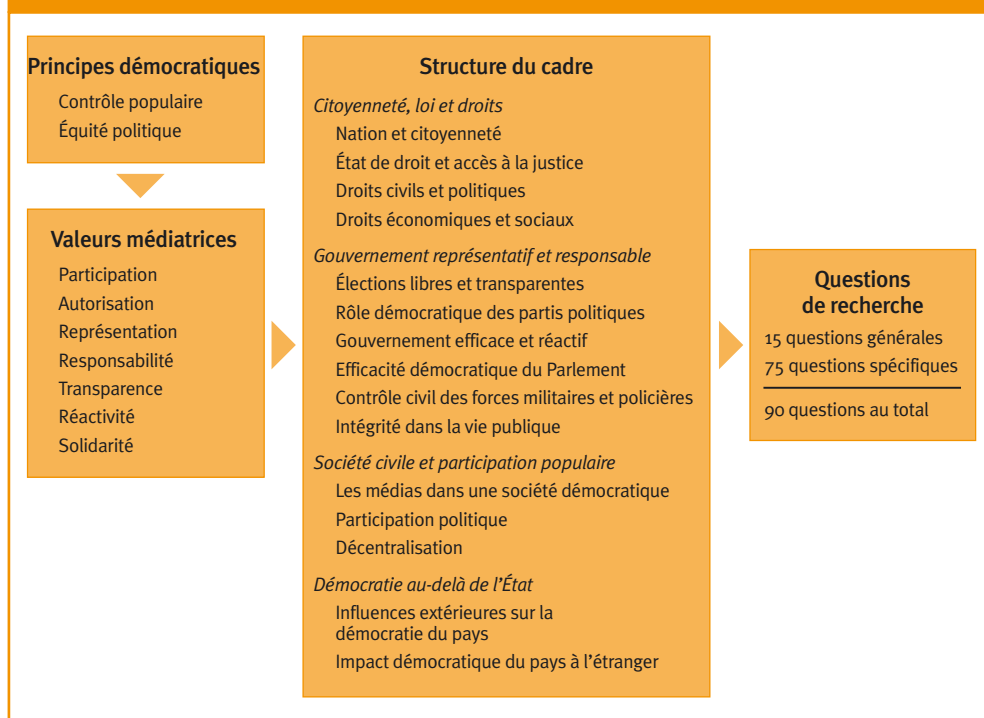 Principes démocratiques
Contrôle populaire
Équité politique
Valeurs médiatrices
Participation
Autorisation
Représentation
Responsabilité
Transparence
Réactivité
Solidarité
Structure du cadre
Citoyenneté, loi et droits
Nation et citoyenneté
État de droit et accès à la justice
Droits civils et politiques
Droits économiques et sociaux
Gouvernement représentatif et responsable
Élections libres et transparentes
Rôle démocratique des partis politiques
Gouvernement efficace et réactif
Efficacité démocratique du Parlement
Contrôle civil des forces militaires et policières
Intégrité dans la vie publique
Société civile et participation populaire
Les médias dans une société démocratique
Participation politique
Décentralisation
Démocratie au-delà de l'État
Influences extérieures sur la
démocratie du pays
Impact démocratique du pays à l'étranger
Questions
de recherche
15 questions générales
75 questions spécifiques
90 questions au total